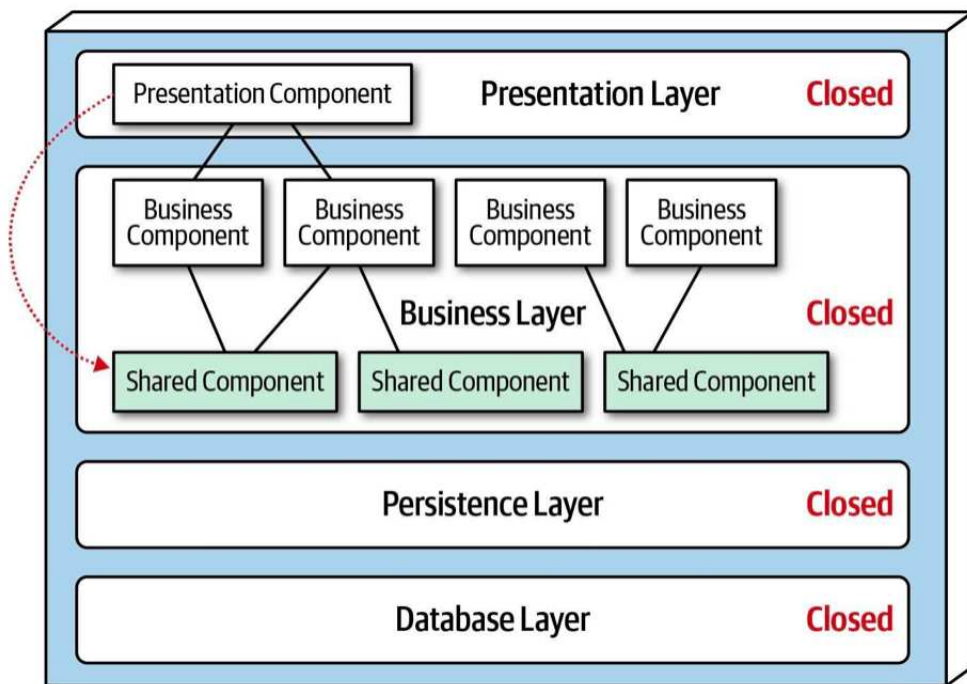 Presentation Component
Presentation Layer
Closed
Business
Component
Business
Component
Business
Component
Business
Component
Business Layer
Closed
Shared Component
Shared Component
Shared Component
Persistence Layer
Closed
Database Layer
Closed